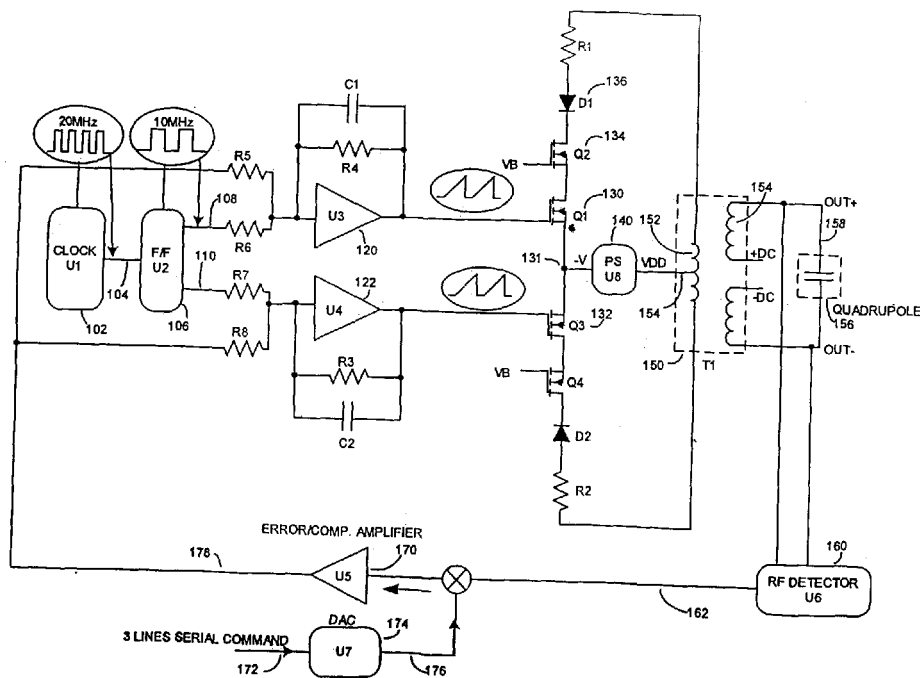 R1
C1
136
D1
20MHz
10MHz
134
R4
Q2
VB
R5
154
OUT+
130
U3
108
Q1
140
152
158
CLOCK
U1
F/F
U2
R6
120
+DC
131
-V
PS
U8
VDD
110
104
R7
122
-DC
U4
QUADRUPOLE
154
156
Q3
132
102
106
R8
OUT-
150
T1
R3
VB
Q4
C2
D2
R2
ERROR/COMP. AMPLIFIER
178
170
160
U5
RF DETECTOR
U6
162
DAC
174
3 LINES SERIAL COMMAND
U7
172
176